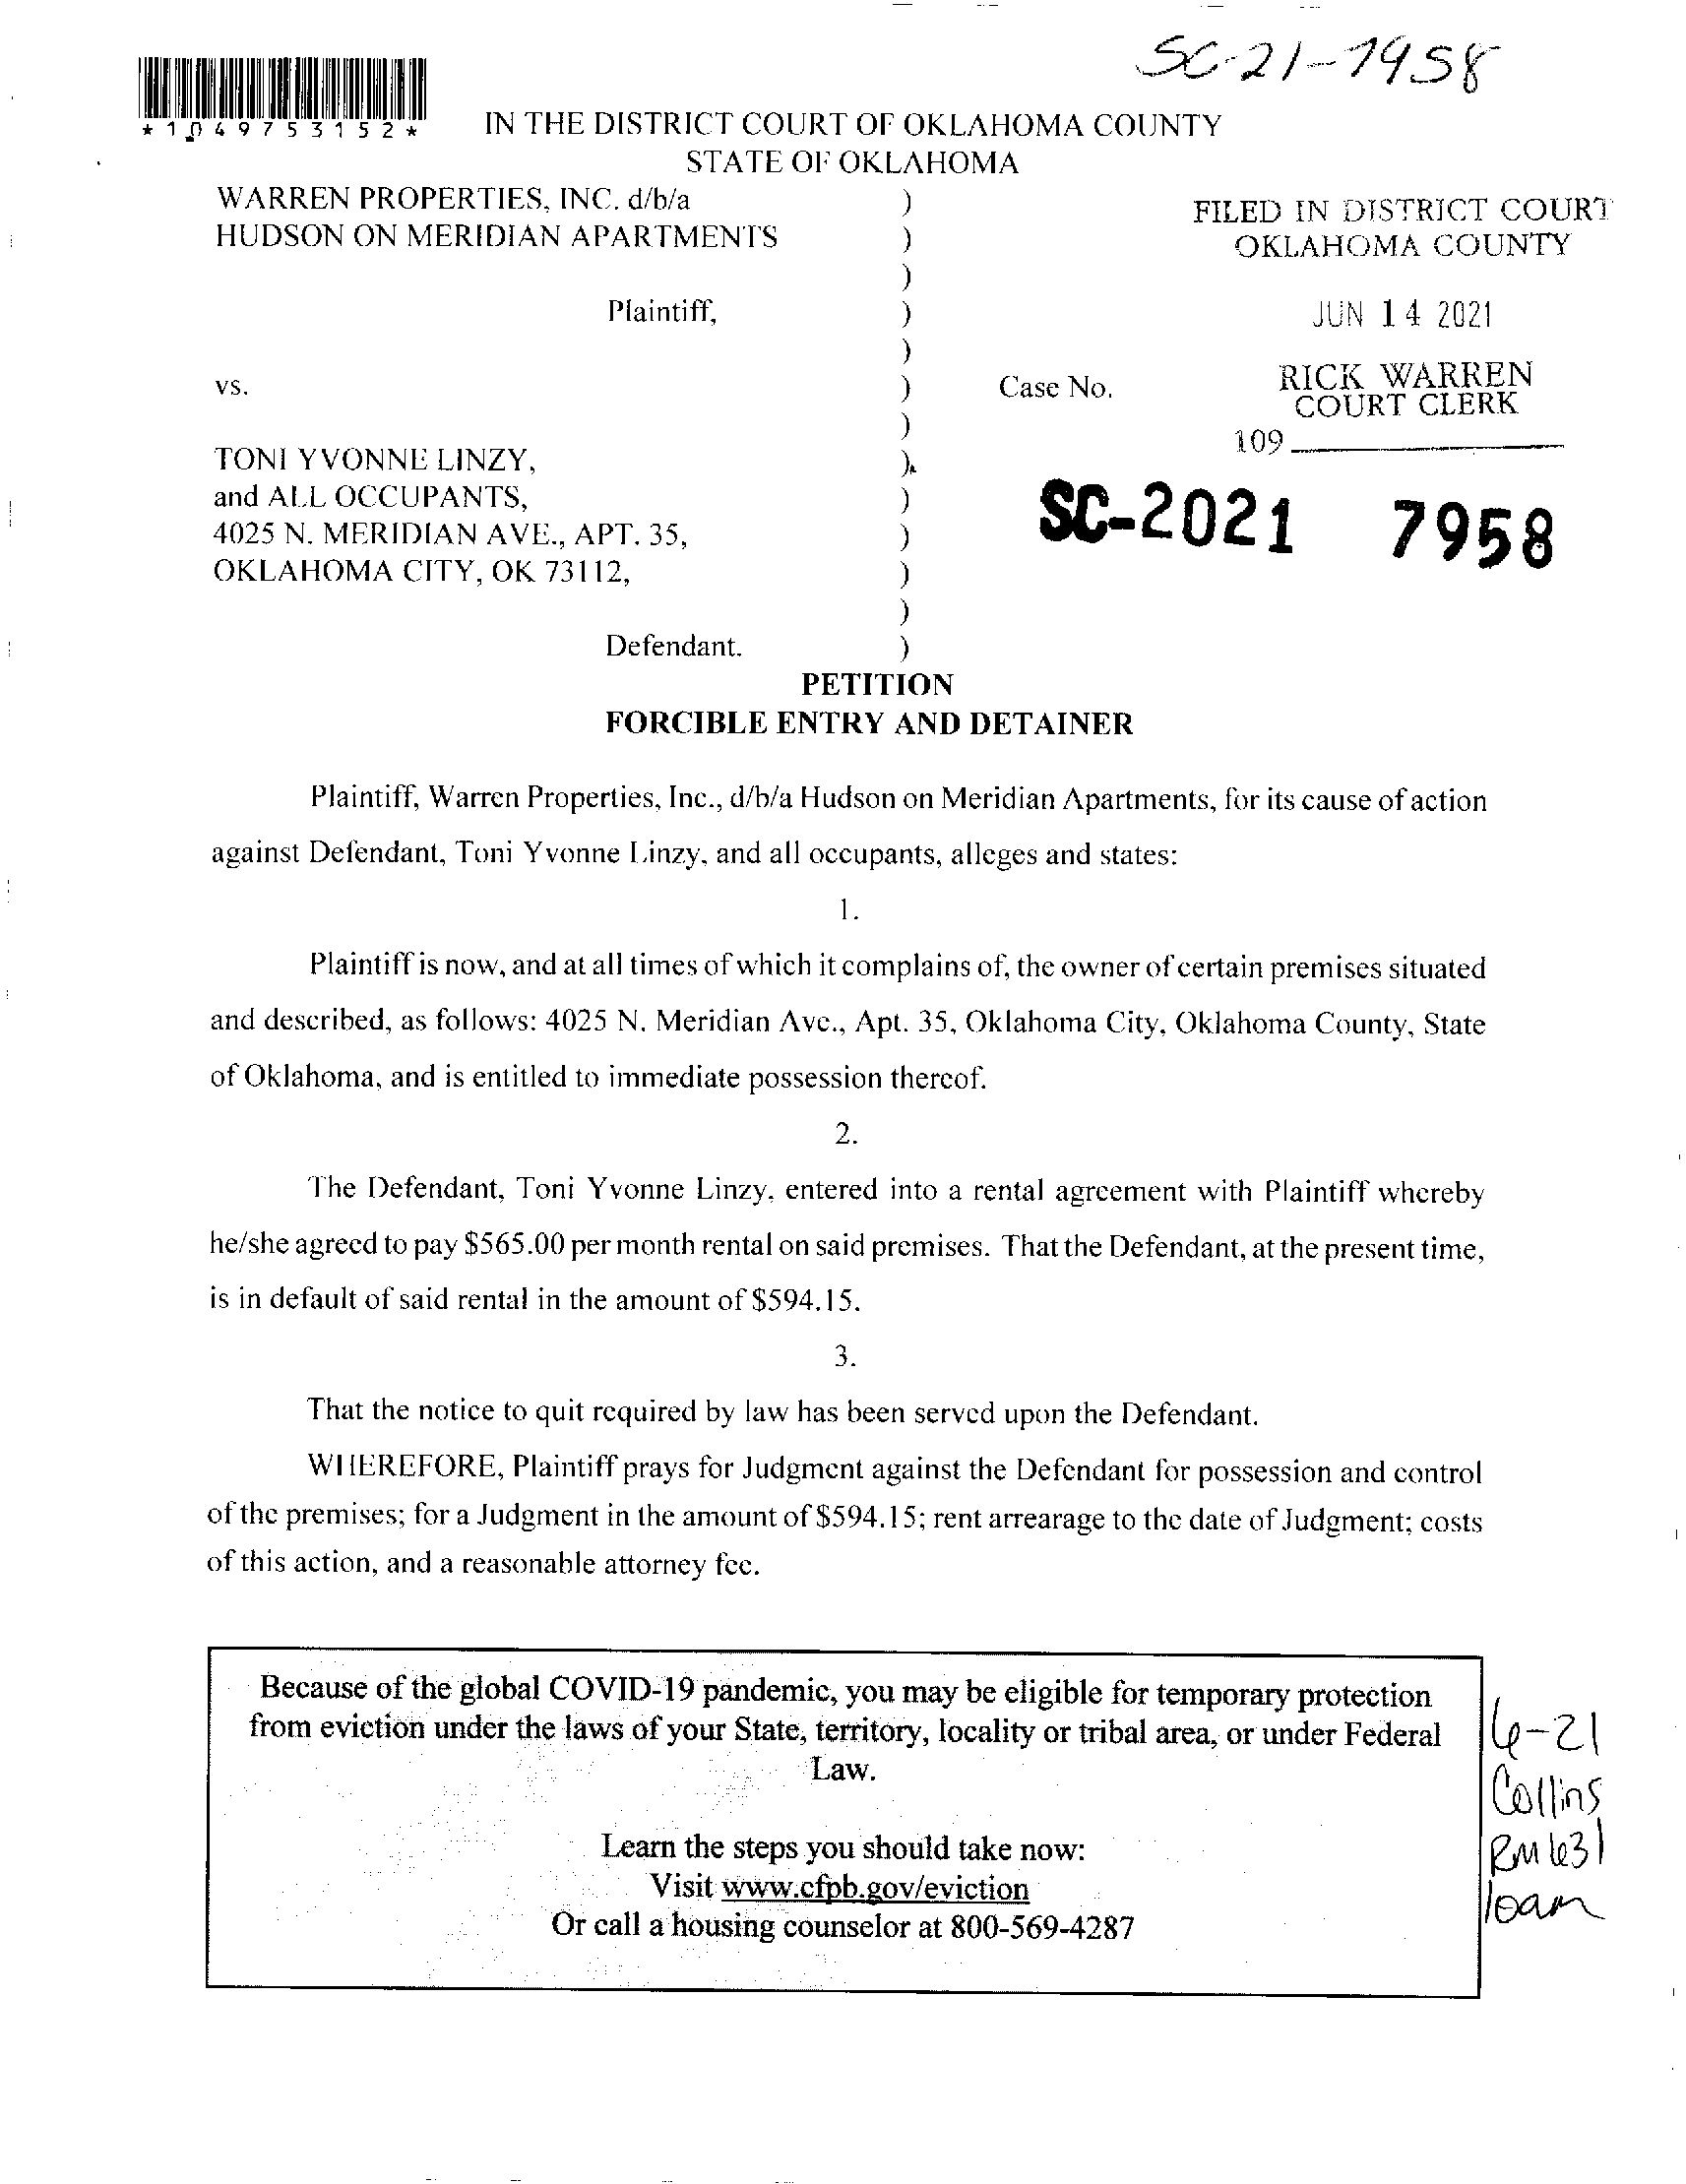 SC-21-7958
*1049753152*
IN THE DISTRICT COURT OF OKLAHOMA COUNTY
STATE OF OKLAHOMA
WARREN PROPERTIES, INC. d/b/a )
HUDSON ON MERIDIAN APARTMENTS )
)
Plaintiff, )
)
vs. ) Case No.
)
TONI YVONNE LINZY, )
and ALL OCCUPANTS, )
4025 N. MERIDIAN AVE., APT. 35, )
OKLAHOMA CITY, OK 73112, )
)
Defendant. )
FILED IN DISTRICT COURT
OKLAHOMA COUNTY
JUN 14 2021
RICK WARREN
COURT CLERK
109
SC-2021 7958
PETITION
FORCIBLE ENTRY AND DETAINER
Plaintiff, Warren Properties, Inc., d/b/a Hudson on Meridian Apartments, for its cause of action
against Defendant, Toni Yvonne Linzy, and all occupants, alleges and states:
1.
Plaintiff is now, and at all times of which it complains of, the owner of certain premises situated
and described, as follows: 4025 N. Meridian Ave., Apt. 35, Oklahoma City, Oklahoma County, State
of Oklahoma, and is entitled to immediate possession thereof.
2.
The Defendant, Toni Yvonne Linzy, entered into a rental agreement with Plaintiff whereby
he/she agreed to pay $565.00 per month rental on said premises. That the Defendant, at the present time,
is in default of said rental in the amount of $594.15.
3.
That the notice to quit required by law has been served upon the Defendant.
WHEREFORE, Plaintiff prays for Judgment against the Defendant for possession and control
of the premises; for a Judgment in the amount of $594.15; rent arrearage to the date of Judgment; costs
of this action, and a reasonable attorney fee.
Because of the global COVID-19 pandemic, you may be eligible for temporary protection
from eviction under the laws of your State, territory, locality or tribal area, or under Federal
Law.
Learn the steps you should take now:
Visit www.cfpb.gov/eviction
Or call a housing counselor at 800-569-4287
6-21
Collins
RM 631
10am